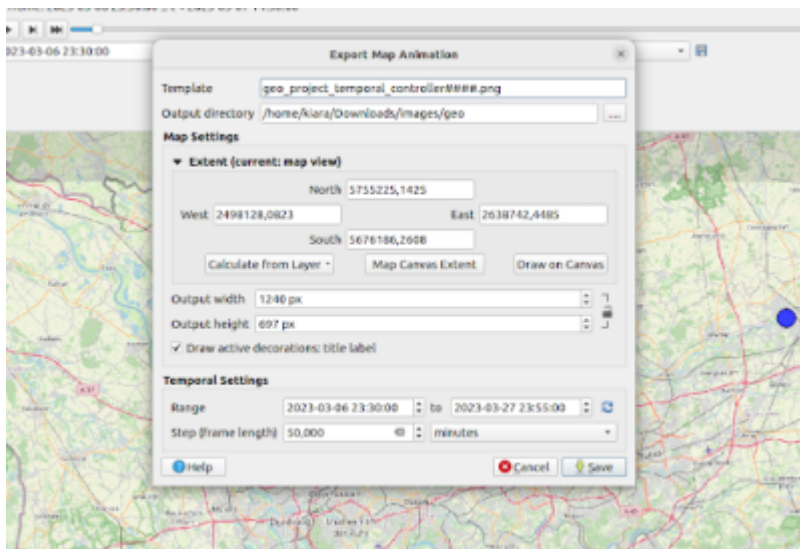 2023-03-06 23:30:00
Export Map Animation
Template geo_project_temporal_controller####.png
Output directory /home/kiara/Downloads/images/geo ...
Map Settings
Extent (current: map view)
North 5755225,1425
West 2498128,0823 East 2638742,4485
South 5676186,2608
Calculate from Layer Map Canvas Extent Draw on Canvas
Output width 1240 px
Output height 697 px
Draw active decorations: title label
Temporal Settings
Range 2023-03-06 23:30:00 to 2023-03-27 23:55:00
Step (frame length) 50,000 minutes
Help Cancel Save